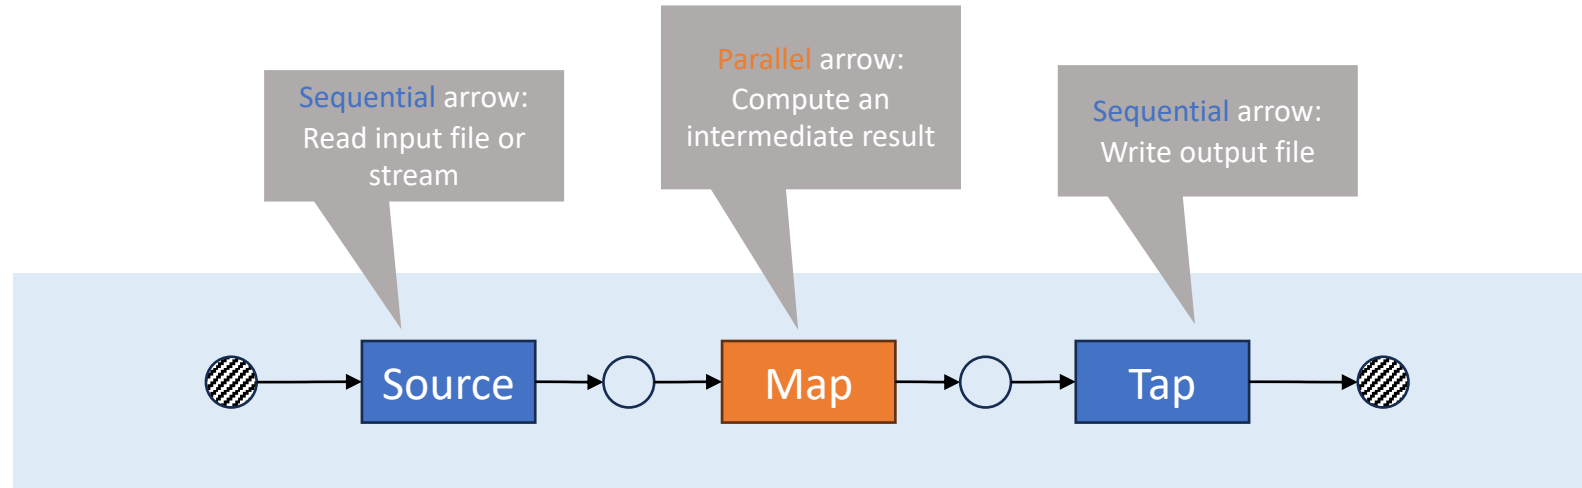 Sequential arrow:
Read input file or
stream
Parallel arrow:
Compute an
intermediate result
Sequential arrow:
Write output file
Source
Map
Tap